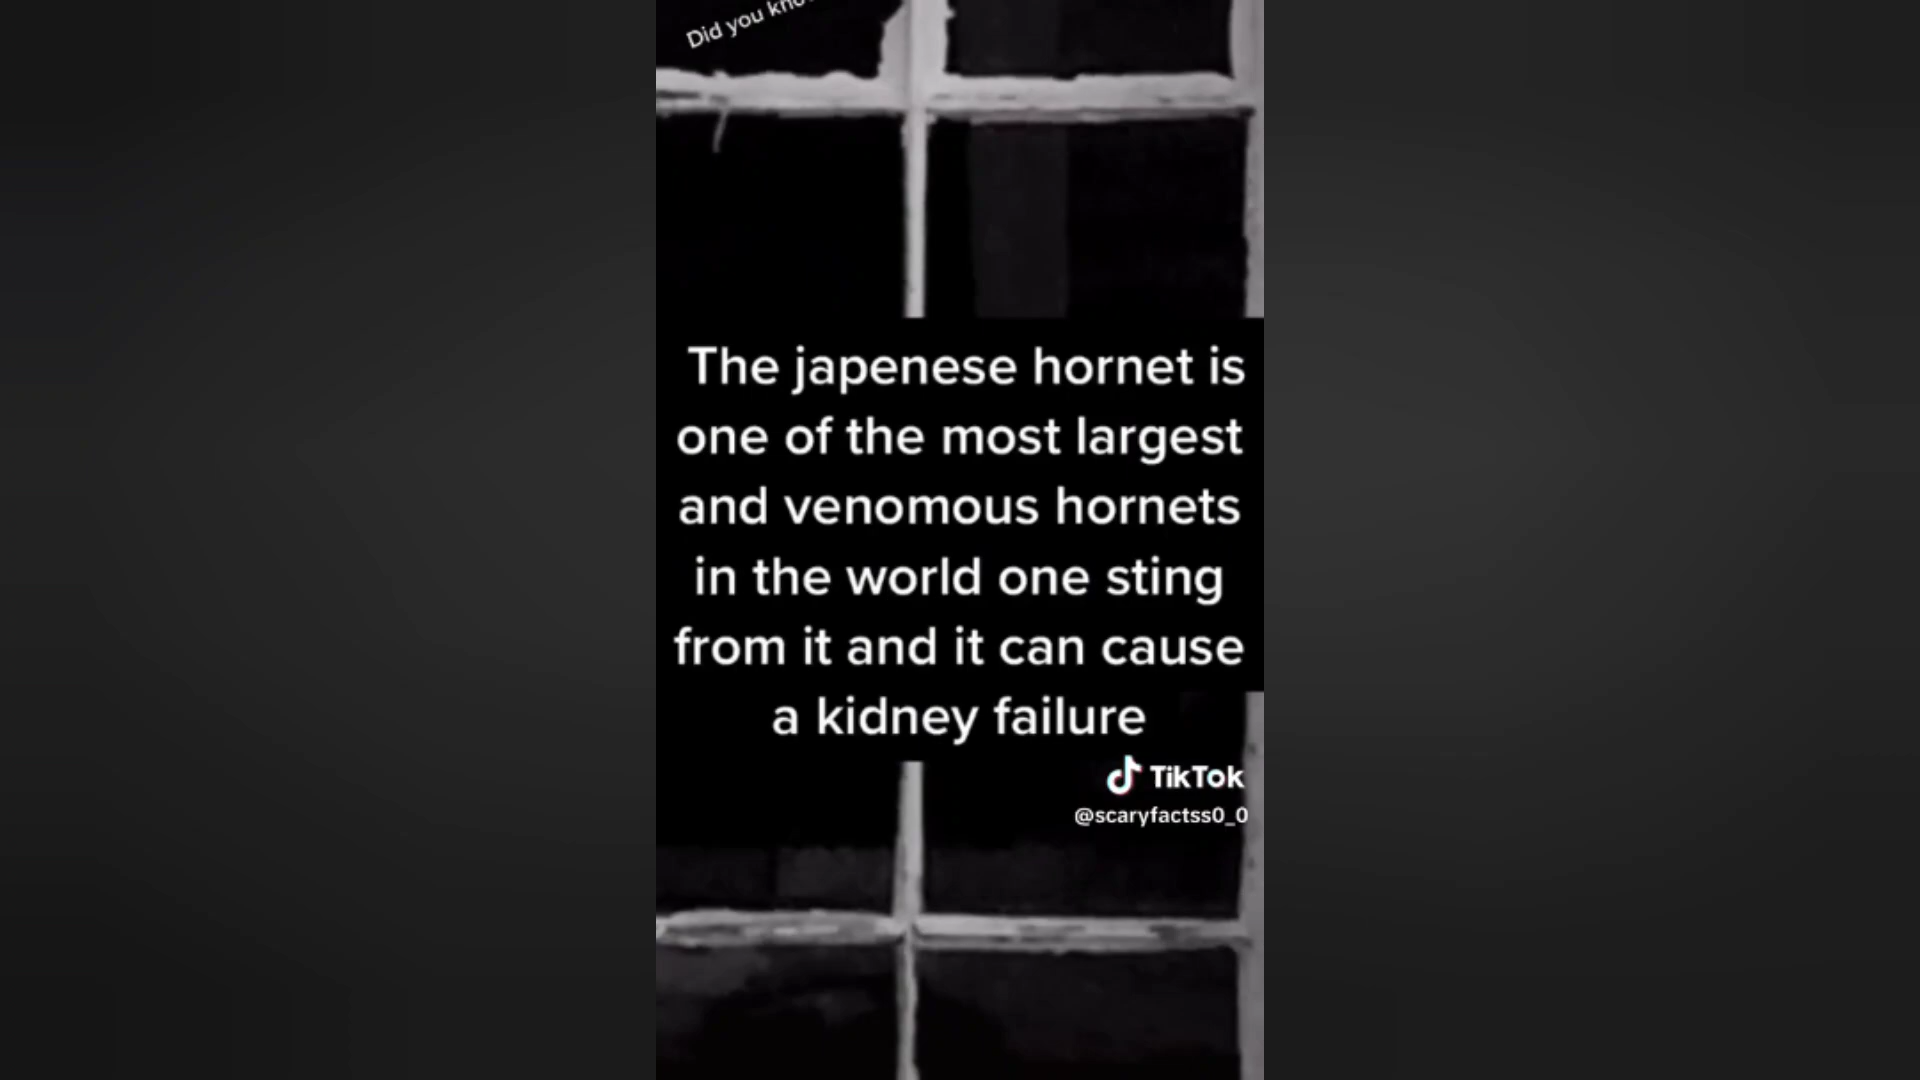 Did you
The japenese hornet is
one of the most largest
and venomous hornets
in the world one sting
from it and it can cause
a kidney failure
TikTok
@scaryfactss0_0